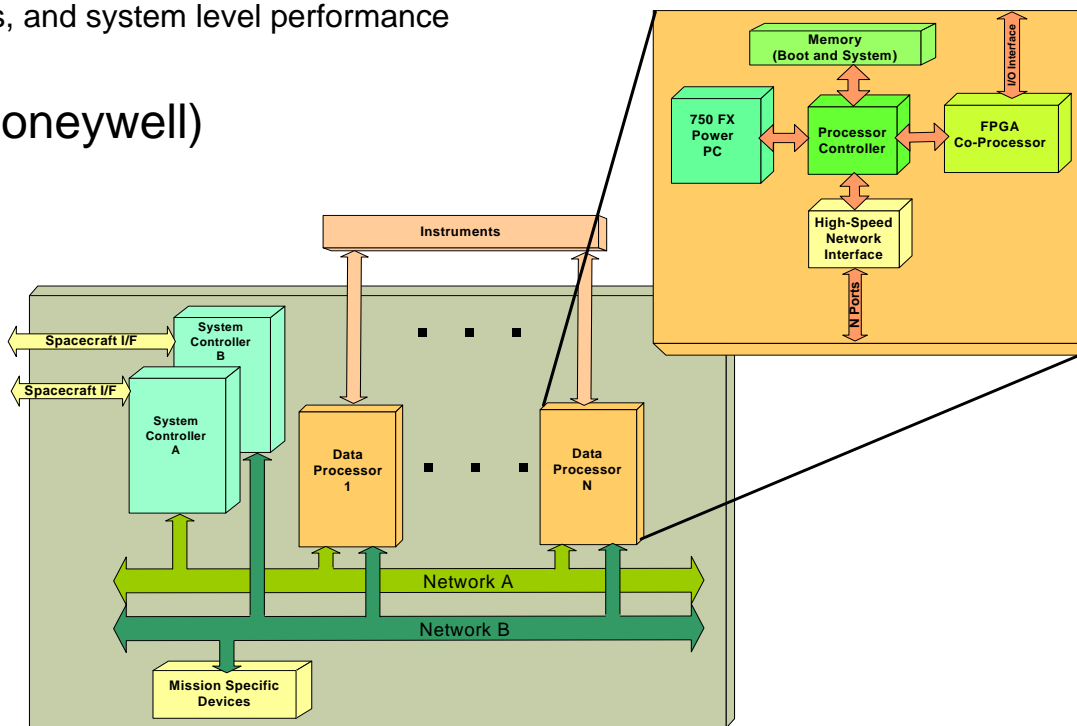 s, and system level performance
oneywell)
Memory
(Boot and System)
I/O Interface
750 FX
Power
PC
Processor
Controller
FPGA
Co-Processor
High-Speed
Network
Interface
N Ports
Instruments
System
Controller
B
Spacecraft I/F
Spacecraft I/F
System
Controller
A
Data
Processor
1
Data
Processor
N
Network A
Network B
Mission Specific
Devices